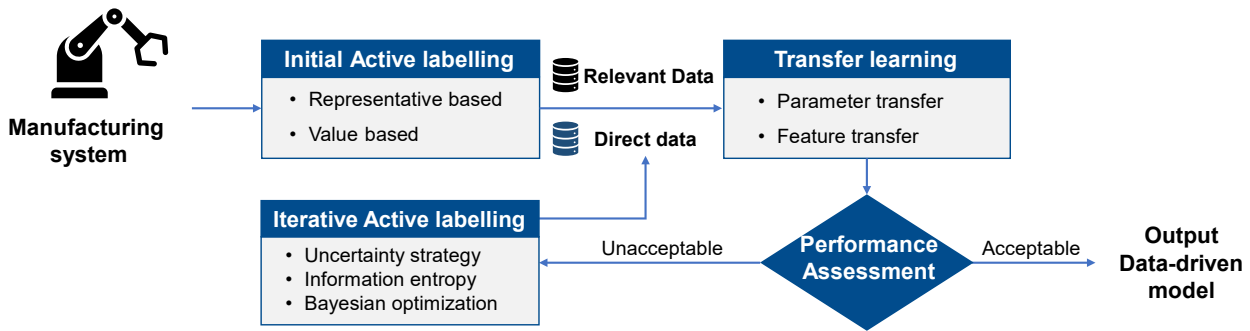 Manufacturing
system
Initial Active labelling
• Representative based
• Value based
Relevant Data
Direct data
Transfer learning
• Parameter transfer
• Feature transfer
Iterative Active labelling
• Uncertainty strategy
• Information entropy
• Bayesian optimization
Unacceptable
Performance
Assessment
Acceptable
Output
Data-driven
model